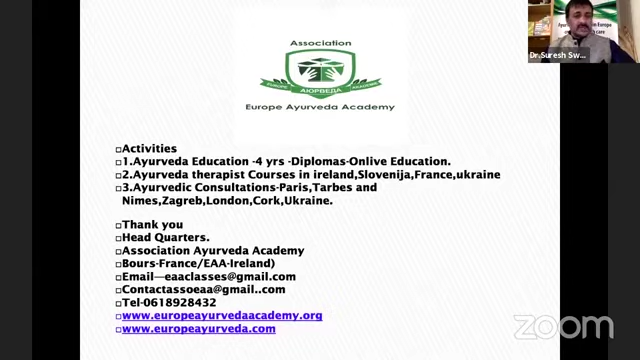 Association
EUROPE АЮРВЕДА ACADEMY
Europe Ayurveda Academy
Dr.Suresh Sw...
□Activities
□1.Ayurveda Education -4 yrs -Diplomas-Onlive Education.
□2.Ayurveda therapist Courses in ireland,Slovenija,France,ukraine
□3.Ayurvedic Consultations-Paris,Tarbes and
Nimes,Zagreb,London,Cork,Ukraine.
□Thank you
□Head Quarters.
□Association Ayurveda Academy
□Bours-France/EAA-Ireland)
□Email—eaaclasses@gmail.com
□Contactassoeaa@gmail..com
□Tel-0618928432
□www.europeayurvedaacademy.org
□www.europeayurveda.com
zoom